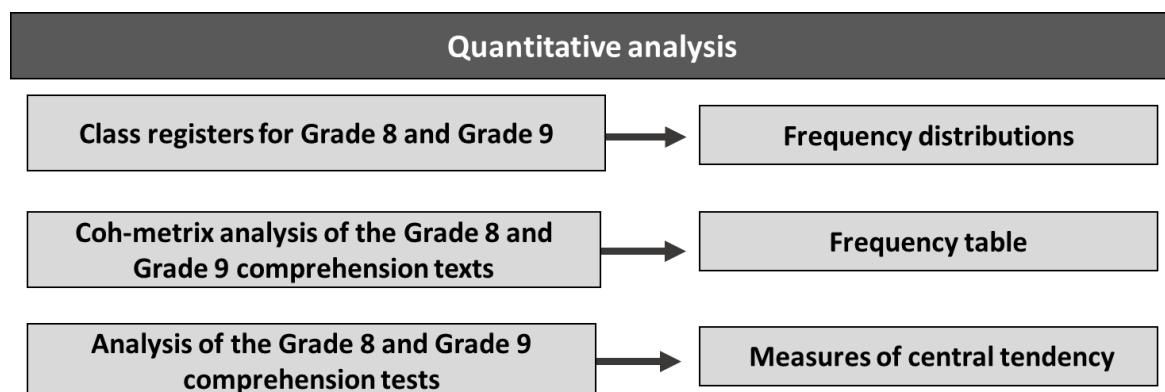 Quantitative analysis
Class registers for Grade 8 and Grade 9
Frequency distributions
Coh-metrix analysis of the Grade 8 and
Grade 9 comprehension texts
Frequency table
Analysis of the Grade 8 and Grade 9
comprehension tests
Measures of central tendency